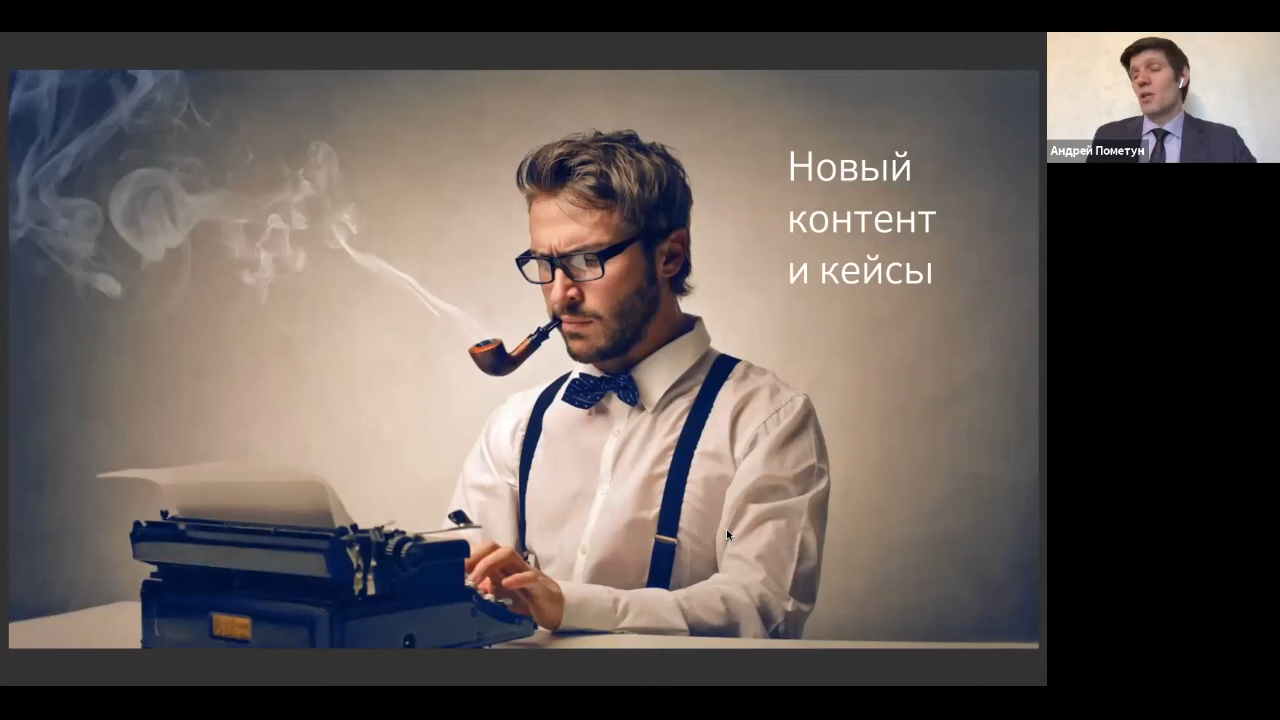 Новый
контент
и кейсы
Андрей Пометун